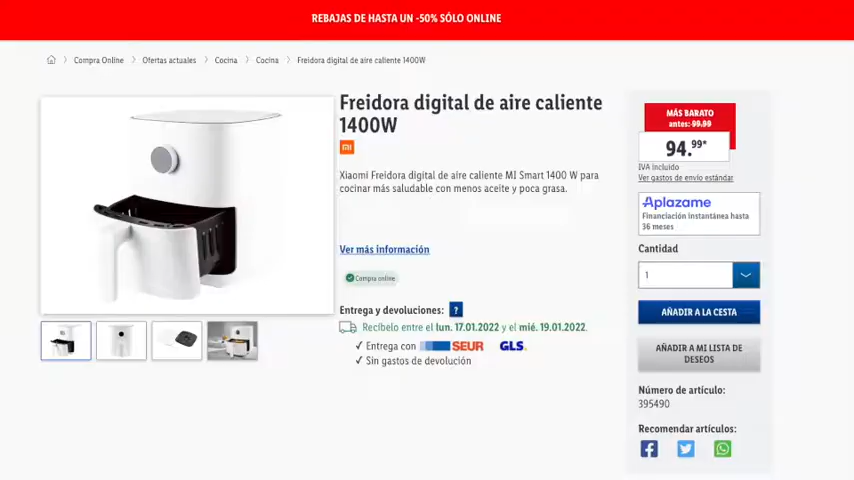 REBAJAS DE HASTA UN -50% SÓLO ONLINE
Compra Online
Ofertas actuales
Cocina
Cocina
Freidora digital de aire caliente 1400W
Freidora digital de aire caliente
1400W
Xiaomi Freidora digital de aire caliente MI Smart 1400 W para
cocinar más saludable con menos aceite y poca grasa.
Ver más información
Compra online
Entrega y devoluciones: ?
Recíbelo entre el lun. 17.01.2022 y el mié. 19.01.2022.
✓ Entrega con SEUR GLS.
✓ Sin gastos de devolución
MÁS BARATO
antes: 99.99
94.99*
IVA incluido
Ver gastos de envío estándar
Aplazame
Financiación instantánea hasta
36 meses
Cantidad
1
AÑADIR A LA CESTA
AÑADIR A MI LISTA DE
DESEOS
Número de artículo:
395490
Recomendar artículos: